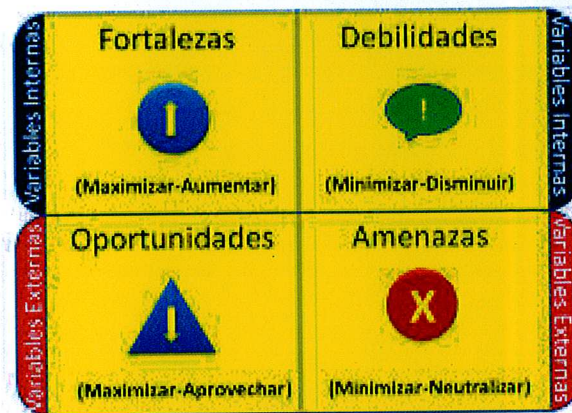 Variables Internas
Fortalezas
(Maximizar-Aumentar)
Debilidades
!
(Minimizar-Disminuir)
Variables Internas
Variables Externas
Oportunidades
(Maximizar-Aprovechar)
Amenazas
X
(Minimizar-Neutralizar)
Variables Externas